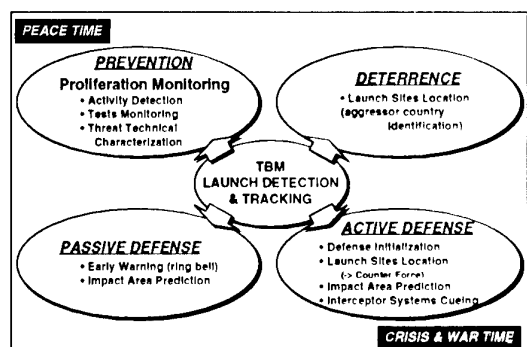 PEACE TIME
PREVENTION
Proliferation Monitoring
• Activity Detection
• Tests Monitoring
• Threat Technical
Characterization
DETERRENCE
• Launch Sites Location
(aggressor country
Identification)
TBM
LAUNCH DETECTION
& TRACKING
PASSIVE DEFENSE
• Early Warning (ring bell)
• Impact Area Prediction
ACTIVE DEFENSE
• Defense Initialization
• Launch Sites Location
(-> Counter Force)
• Impact Area Prediction
• Interceptor Systems Cueing
CRISIS & WAR TIME